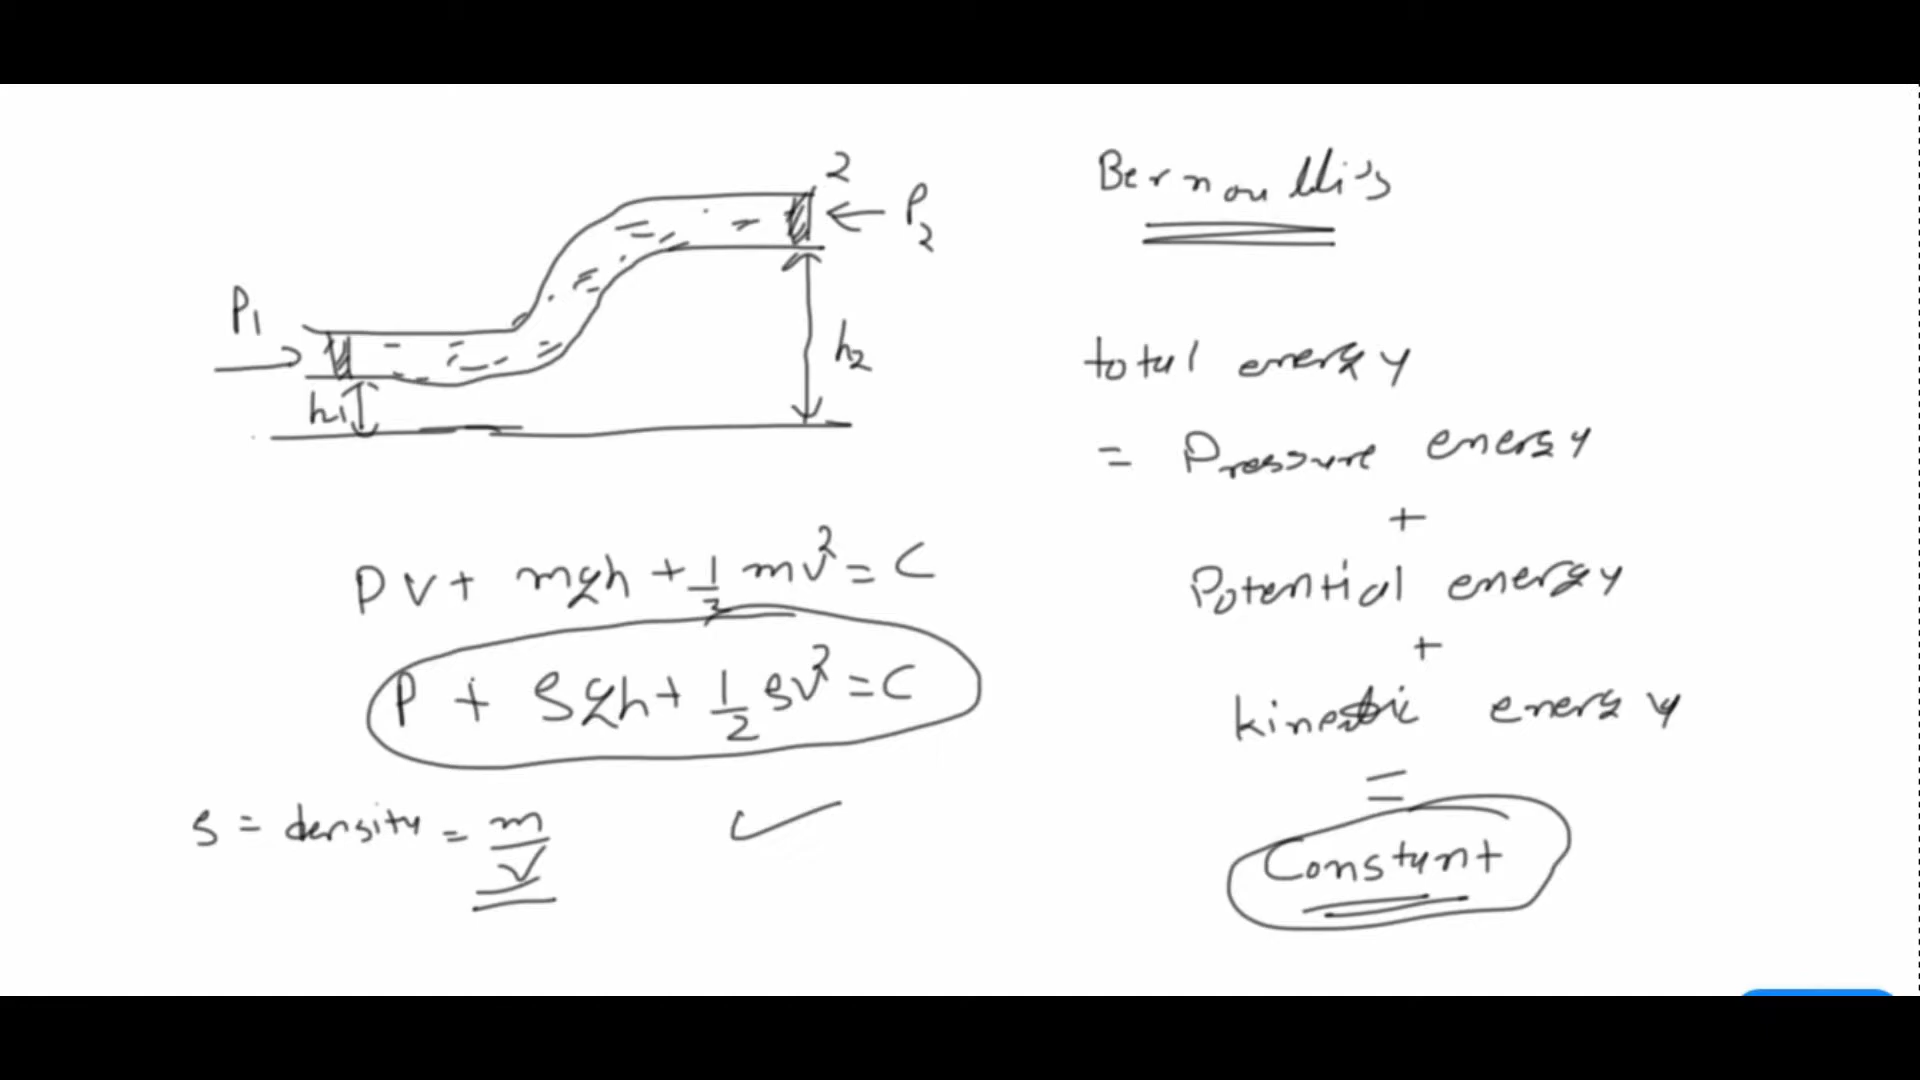 2
P₂
P₁
h₂
h₁
PV + mgh + 1/2 mv² = C
P + ρgh + 1/2 ρv² = C
ρ = density = m/V
Bernoulli's
total energy
= Pressure energy
+
Potential energy
+
kinetic energy
=
Constant